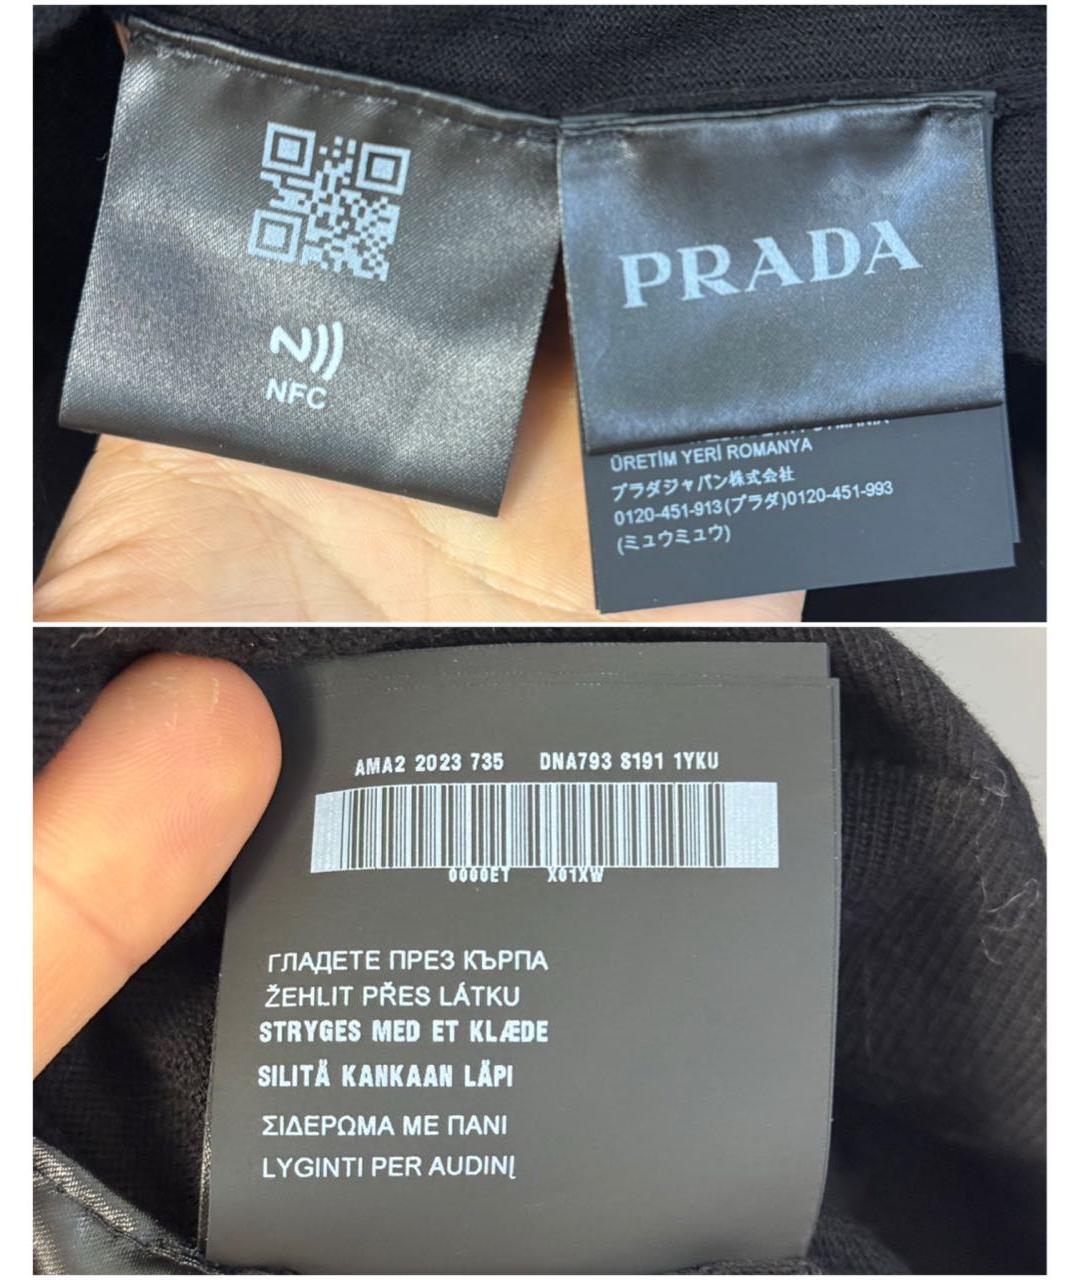 NFC
PRADA
ÜRETİM YERİ ROMANYA
プラダジャパン株式会社
0120-451-913(プラダ)0120-451-993
(ミュウミュウ)
AMA2 2023 735 DNA793 S191 1YKU
0000ET X01XW
ГЛАДЕТЕ ПРЕЗ КЪРПА
ŽEHLIT PŘES LÁTKU
STRYGES MED ET KLÆDE
SILITÄ KANKAAN LÄPI
ΣΙΔΕΡΩΜΑ ΜΕ ΠΑΝΙ
LYGINTI PER AUDINĮ